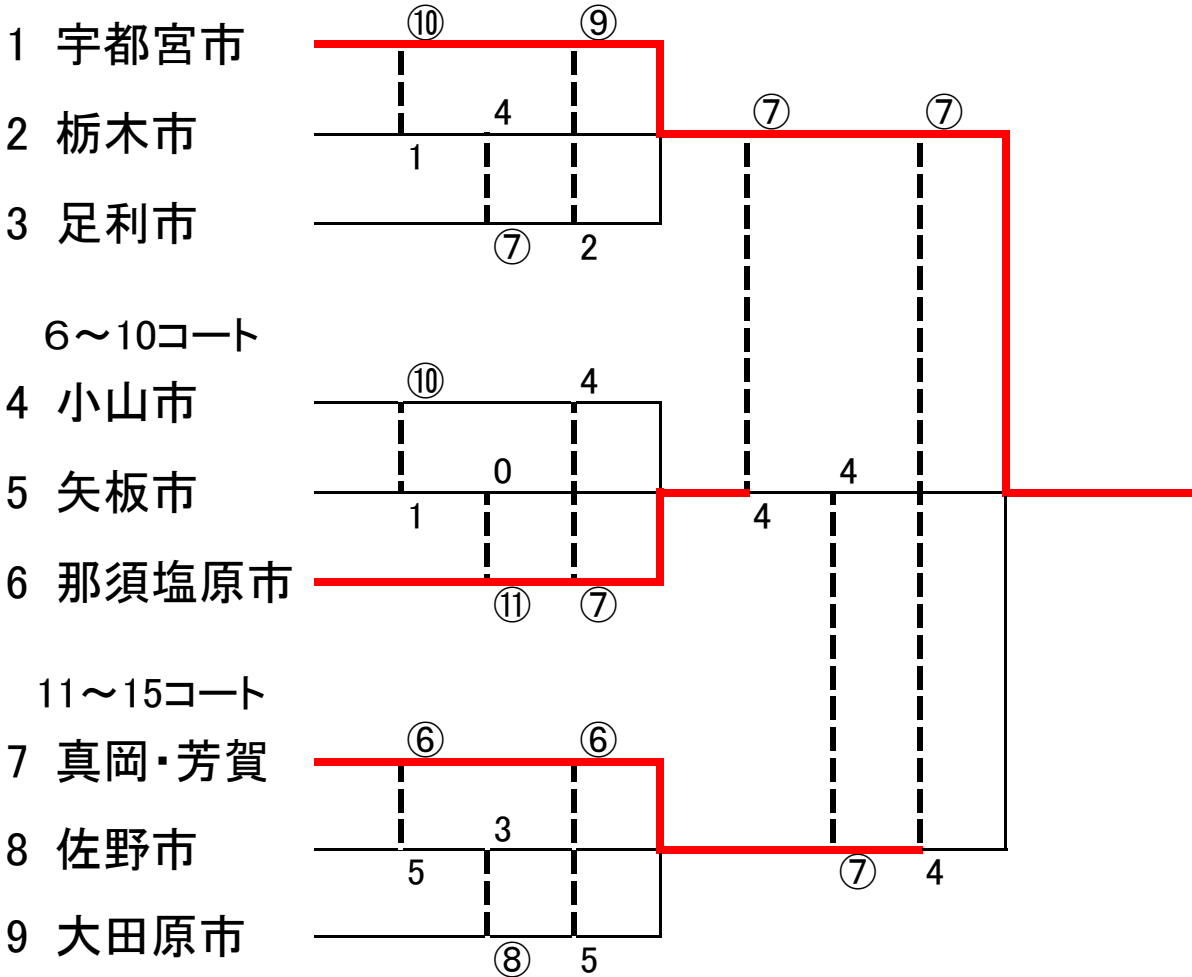 ⑩ ⑨
1 宇都宮市
4 ⑦ ⑦
2 栃木市
1
3 足利市
⑦ 2
６～10コート
⑩ 4
4 小山市
0 4
5 矢板市
1 4
6 那須塩原市
⑪ ⑦
11～15コート
⑥ ⑥
7 真岡・芳賀
3
8 佐野市
5 ⑦ 4
9 大田原市
⑧ 5